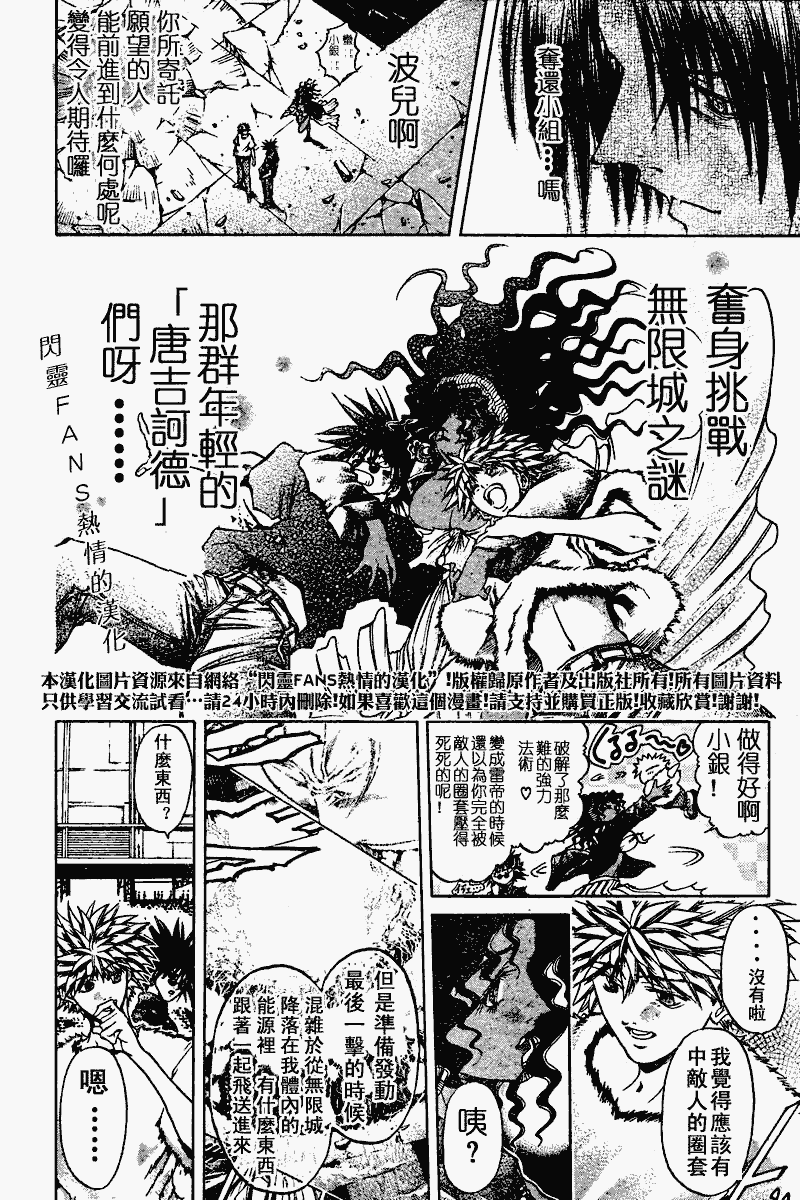 奪還小組…
嗎
蠻…
小銀…
波兒啊
你所寄託
願望的人
能前進到什麼何處呢
變得令人期待囉
奮身挑戰
無限城之謎
那群年輕的
「唐吉訶德」
們呀……
閃靈FANS熱情的漢化
本漢化圖片資源來自網絡“閃靈FANS熱情的漢化”!版權歸原作者及出版社所有!所有圖片資料
只供學習交流試看…請24小時內刪除!如果喜歡這個漫畫!請支持並購買正版!收藏欣賞!謝謝!
做得好啊
小銀!
くるる〜
破解了那麼
難的強力
法術♡
變成雷帝的時候
還以為你完全被
敵人的圈套壓得
死死的呢!
....沒有啦
我覺得應該有
中敵人的圈套
咦?
但是準備發動
最後一擊的時候
混雜於從無限城
降落在我體內的
能源裡 有什麼東西
跟著一起飛送進來
什麼東西?
嗯……